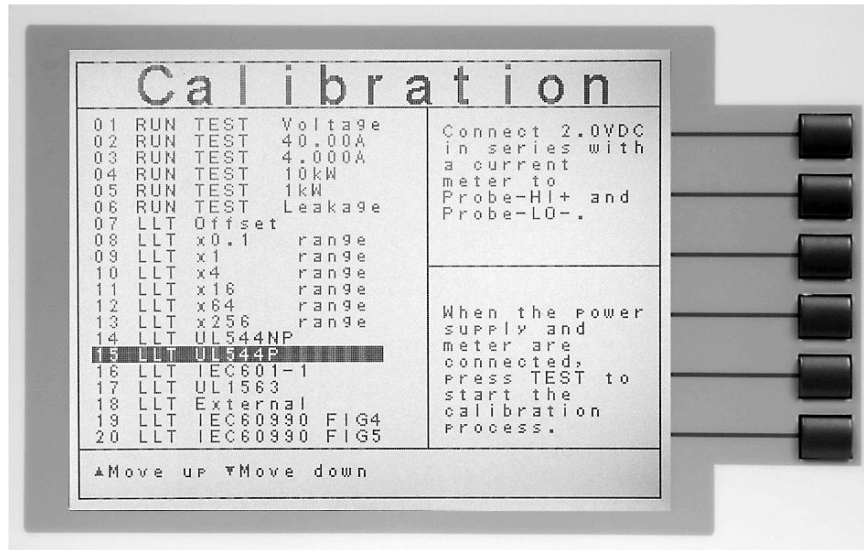 Calibration
01 RUN TEST Voltage
02 RUN TEST 40.00A
03 RUN TEST 4.000A
04 RUN TEST 10kW
05 RUN TEST 1kW
06 RUN TEST Leakage
07 LLT Offset
08 LLT x0.1 range
09 LLT x1 range
10 LLT x4 range
11 LLT x16 range
12 LLT x64 range
13 LLT x256 range
14 LLT UL544NP
15 LLT UL544P
16 LLT IEC601-1
17 LLT UL1563
18 LLT External
19 LLT IEC60990 FIG4
20 LLT IEC60990 FIG5
Connect 2.0VDC
in series with
a current
meter to
Probe-HI+ and
Probe-LO-.
When the power
supply and
meter are
connected,
press TEST to
start the
calibration
process.
▲Move up ▼Move down